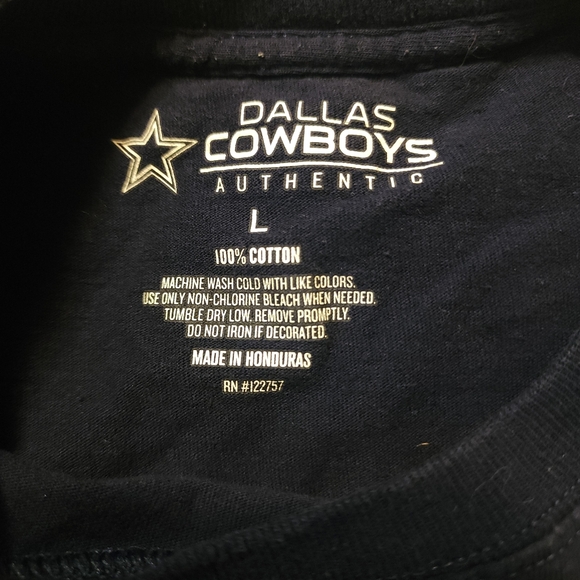 DALLAS
COWBOYS
AUTHENTIC
L
100% COTTON
MACHINE WASH COLD WITH LIKE COLORS.
USE ONLY NON-CHLORINE BLEACH WHEN NEEDED.
TUMBLE DRY LOW. REMOVE PROMPTLY.
DO NOT IRON IF DECORATED.
MADE IN HONDURAS
RN #122757